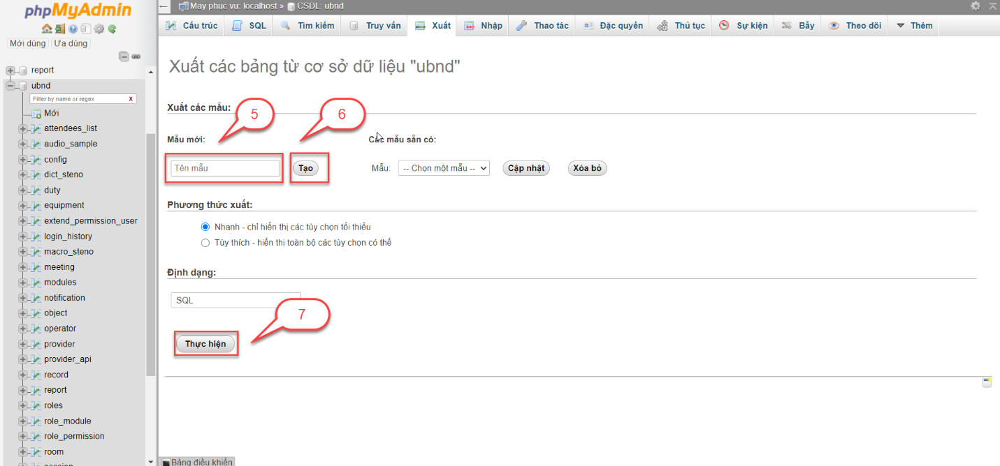 phpMyAdmin
Mới dùng Ưa dùng
report
ubnd
Filter by name or regex X
Mới
attendees_list
audio_sample
config
dict_steno
duty
equipment
extend_permission_user
login_history
macro_steno
meeting
modules
notification
object
operator
provider
provider_api
record
report
roles
role_module
role_permission
room
session
← Máy phục vụ: localhost » CSDL: ubnd
Cấu trúc SQL Tìm kiếm Truy vấn Xuất Nhập Thao tác Đặc quyền Thủ tục Sự kiện Bẫy Theo dõi Thêm
Xuất các bảng từ cơ sở dữ liệu "ubnd"
Xuất các mẫu:
5 6
Mẫu mới: Các mẫu sẵn có:
Tên mẫu Tạo Mẫu: -- Chọn một mẫu -- Cập nhật Xóa bỏ
Phương thức xuất:
Nhanh - chỉ hiển thị các tùy chọn tối thiểu
Tùy thích - hiển thị toàn bộ các tùy chọn có thể
Định dạng:
SQL
7
Thực hiện
Bảng điều khiển